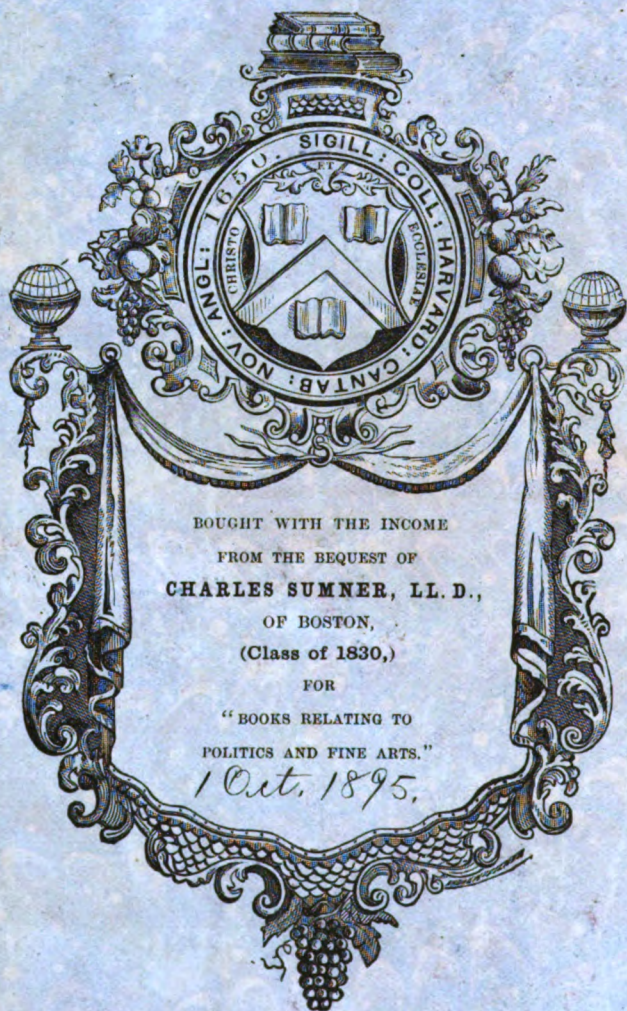 SIGILL: COLL: HARVARD: CANTAB: NOV: ANGL: 1650.
ET
CHRISTO
ECCLESIAE
BOUGHT WITH THE INCOME
FROM THE BEQUEST OF
CHARLES SUMNER, LL. D.,
OF BOSTON,
(Class of 1830,)
FOR
"BOOKS RELATING TO
POLITICS AND FINE ARTS."
1 Oct. 1895.